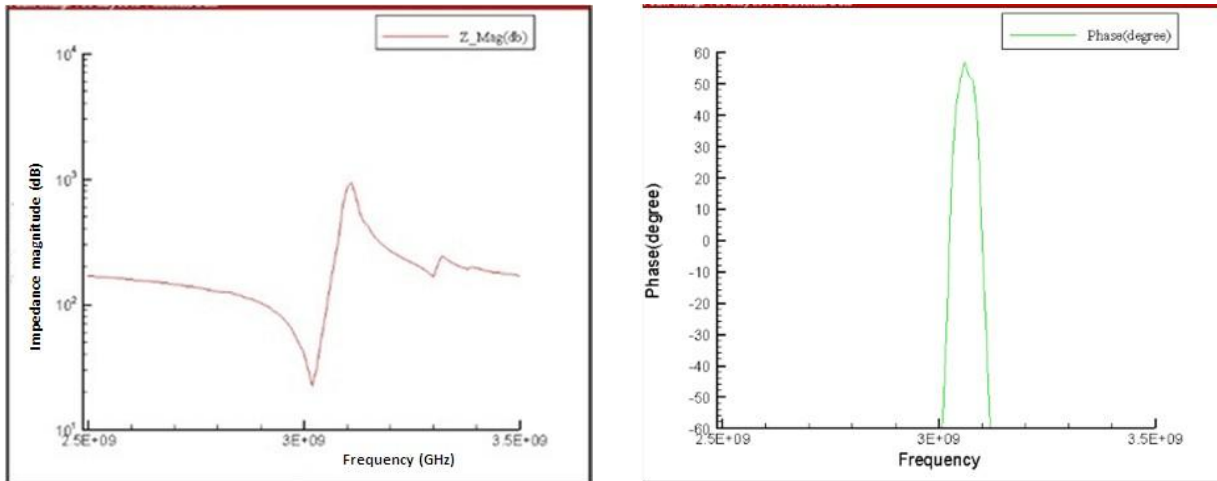 Z_Mag(db)
10^4
10^3
10^2
10^1
Impedance magnitude (dB)
2.5E+09
3E+09
3.5E+09
Frequency (GHz)
Phase(degree)
60
50
40
30
20
10
0
-10
-20
-30
-40
-50
-60
Phase(degree)
2.5E+09
3E+09
3.5E+09
Frequency